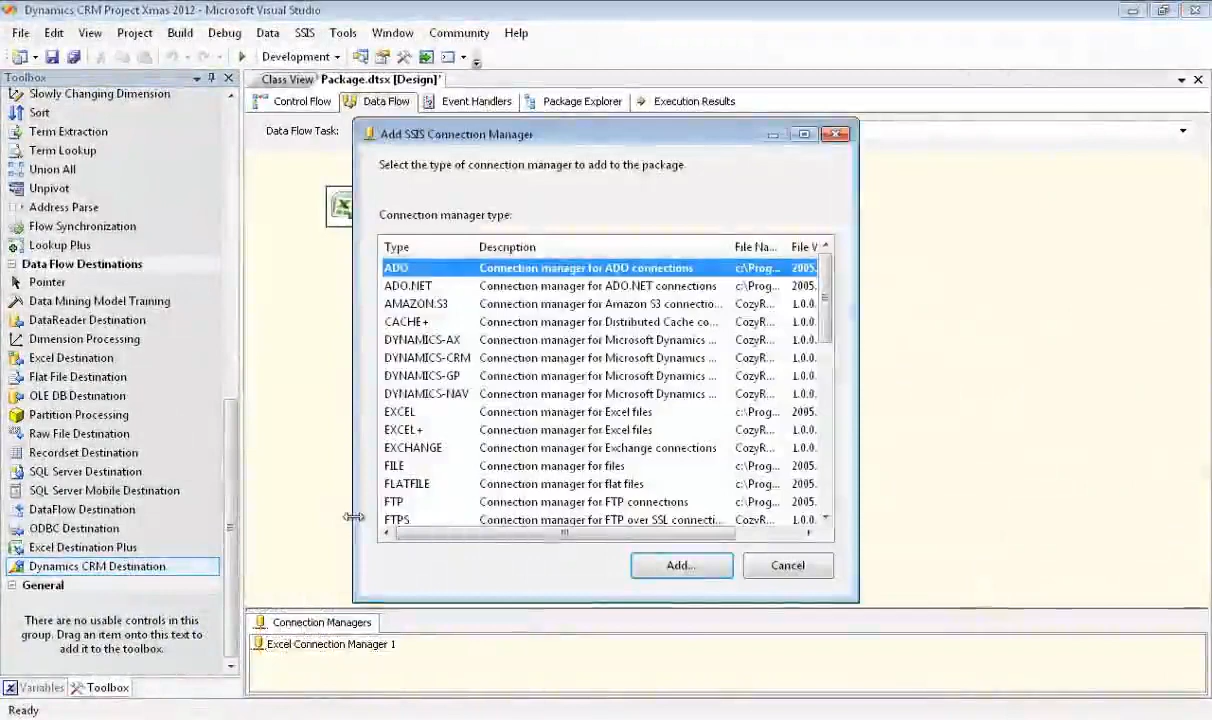 Dynamics CRM Project Xmas 2012 - Microsoft Visual Studio
File Edit View Project Build Debug Data SSIS Tools Window Community Help
Development
Toolbox
Class View Package.dtsx [Design]*
Slowly Changing Dimension
Sort
Term Extraction
Term Lookup
Union All
Unpivot
Address Parse
Flow Synchronization
Lookup Plus
Data Flow Destinations
Pointer
Data Mining Model Training
DataReader Destination
Dimension Processing
Excel Destination
Flat File Destination
OLE DB Destination
Partition Processing
Raw File Destination
Recordset Destination
SQL Server Destination
SQL Server Mobile Destination
DataFlow Destination
ODBC Destination
Excel Destination Plus
Dynamics CRM Destination
General
There are no usable controls in this
group. Drag an item onto this text to
add it to the toolbox.
Variables Toolbox
Control Flow Data Flow Event Handlers Package Explorer Execution Results
Data Flow Task:
Add SSIS Connection Manager
Select the type of connection manager to add to the package.
Connection manager type:
Type Description File Na... File V
ADO Connection manager for ADO connections c:\Prog... 2005.
ADO.NET Connection manager for ADO.NET connections c:\Prog... 2005.
AMAZON.S3 Connection manager for Amazon S3 connectio... CozyR... 1.0.0.
CACHE+ Connection manager for Distributed Cache co... CozyR... 1.0.0.
DYNAMICS-AX Connection manager for Microsoft Dynamics ... CozyR... 1.0.0.
DYNAMICS-CRM Connection manager for Microsoft Dynamics ... CozyR... 1.0.0.
DYNAMICS-GP Connection manager for Microsoft Dynamics ... CozyR... 1.0.0.
DYNAMICS-NAV Connection manager for Microsoft Dynamics ... CozyR... 1.0.0.
EXCEL Connection manager for Excel files c:\Prog... 2005.
EXCEL+ Connection manager for Excel files CozyR... 1.0.0.
EXCHANGE Connection manager for Exchange connections CozyR... 1.0.0.
FILE Connection manager for files c:\Prog... 2005.
FLATFILE Connection manager for flat files c:\Prog... 2005.
FTP Connection manager for FTP connections c:\Prog... 2005.
FTPS Connection manager for FTP over SSL connecti... CozyR... 1.0.0.
Add... Cancel
Connection Managers
Excel Connection Manager 1
Ready